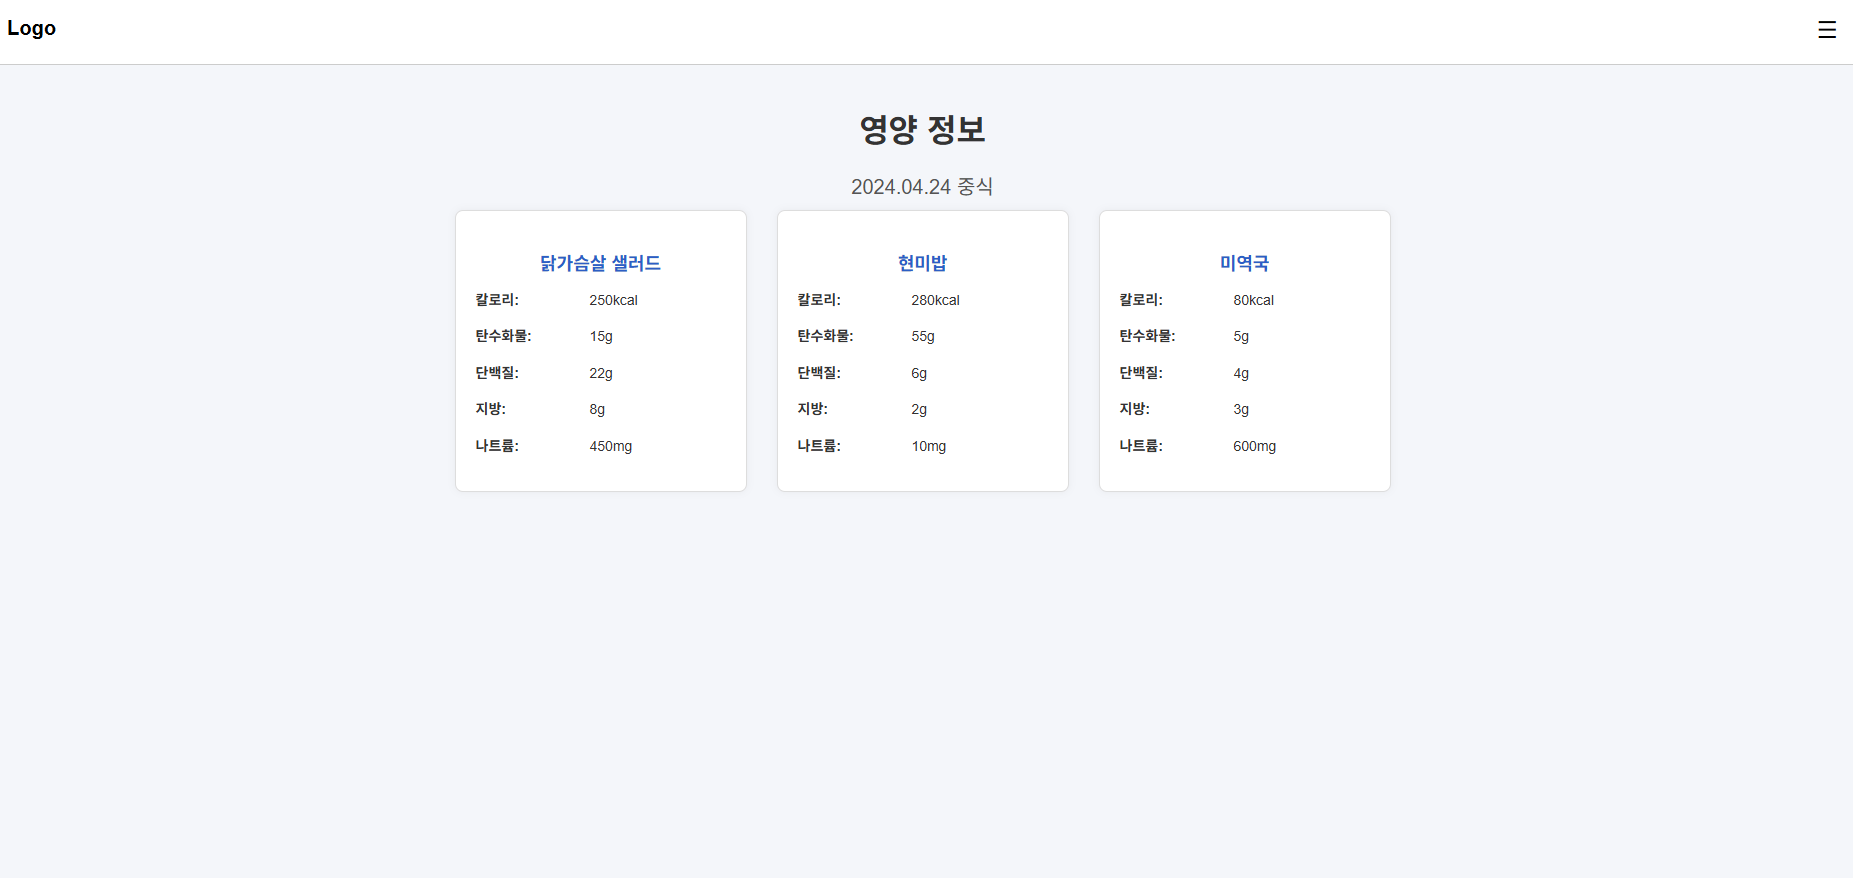 Logo
☰
영양 정보
2024.04.24 중식
닭가슴살 샐러드
칼로리: 250kcal
탄수화물: 15g
단백질: 22g
지방: 8g
나트륨: 450mg
현미밥
칼로리: 280kcal
탄수화물: 55g
단백질: 6g
지방: 2g
나트륨: 10mg
미역국
칼로리: 80kcal
탄수화물: 5g
단백질: 4g
지방: 3g
나트륨: 600mg